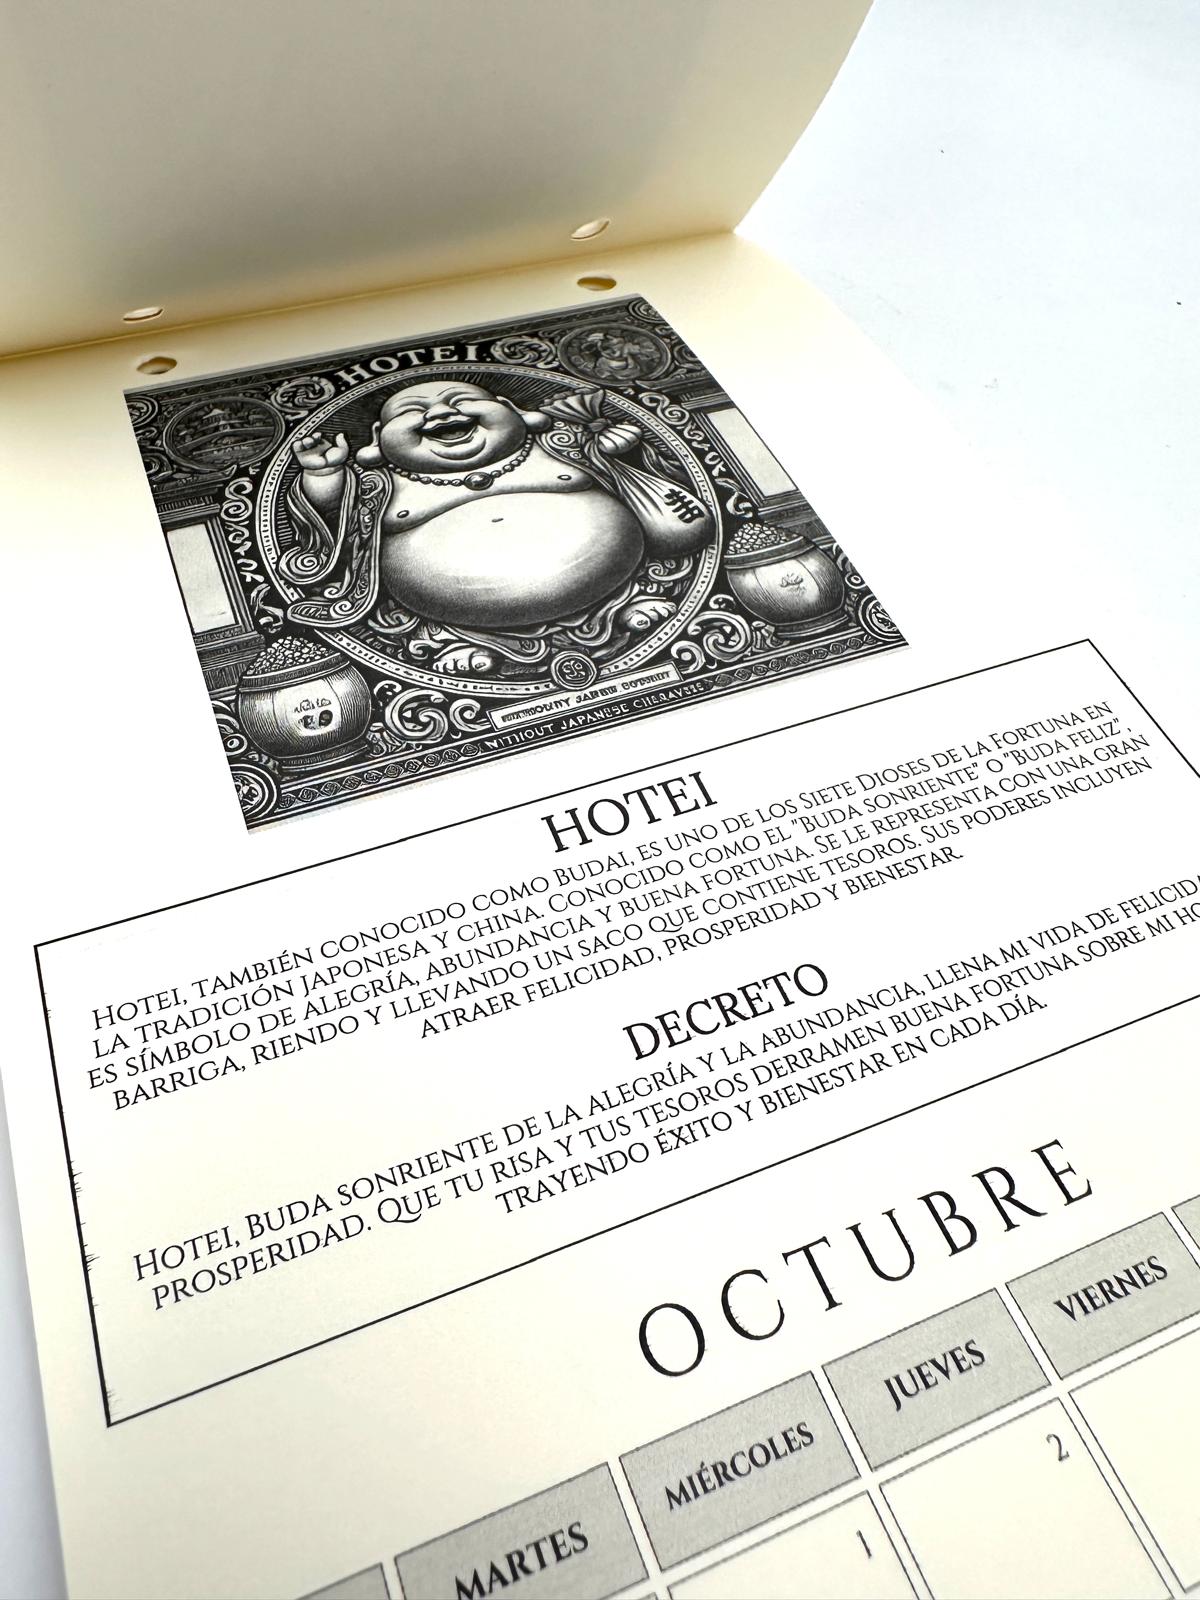 HOTEI
WITHOUT JAPANESE
HOTEI
HOTEI, TAMBIÉN CONOCIDO COMO BUDAI, ES UNO DE LOS SIETE DIOSES DE LA FORTUNA EN
LA TRADICIÓN JAPONESA Y CHINA. CONOCIDO COMO EL "BUDA SONRIENTE" O "BUDA FELIZ",
ES SÍMBOLO DE ALEGRÍA, ABUNDANCIA Y BUENA FORTUNA. SE LE REPRESENTA CON UNA GRAN
BARRIGA, RIENDO Y LLEVANDO UN SACO QUE CONTIENE TESOROS. SUS PODERES INCLUYEN
ATRAER FELICIDAD, PROSPERIDAD Y BIENESTAR.
DECRETO
HOTEI, BUDA SONRIENTE DE LA ALEGRÍA Y LA ABUNDANCIA, LLENA MI VIDA DE
PROSPERIDAD. QUE TU RISA Y TUS TESOROS DERRAMEN BUENA FORTUNA SOBRE MI
TRAYENDO ÉXITO Y BIENESTAR EN CADA DÍA.
OCTUBRE
MARTES MIÉRCOLES JUEVES VIERNES
1 2